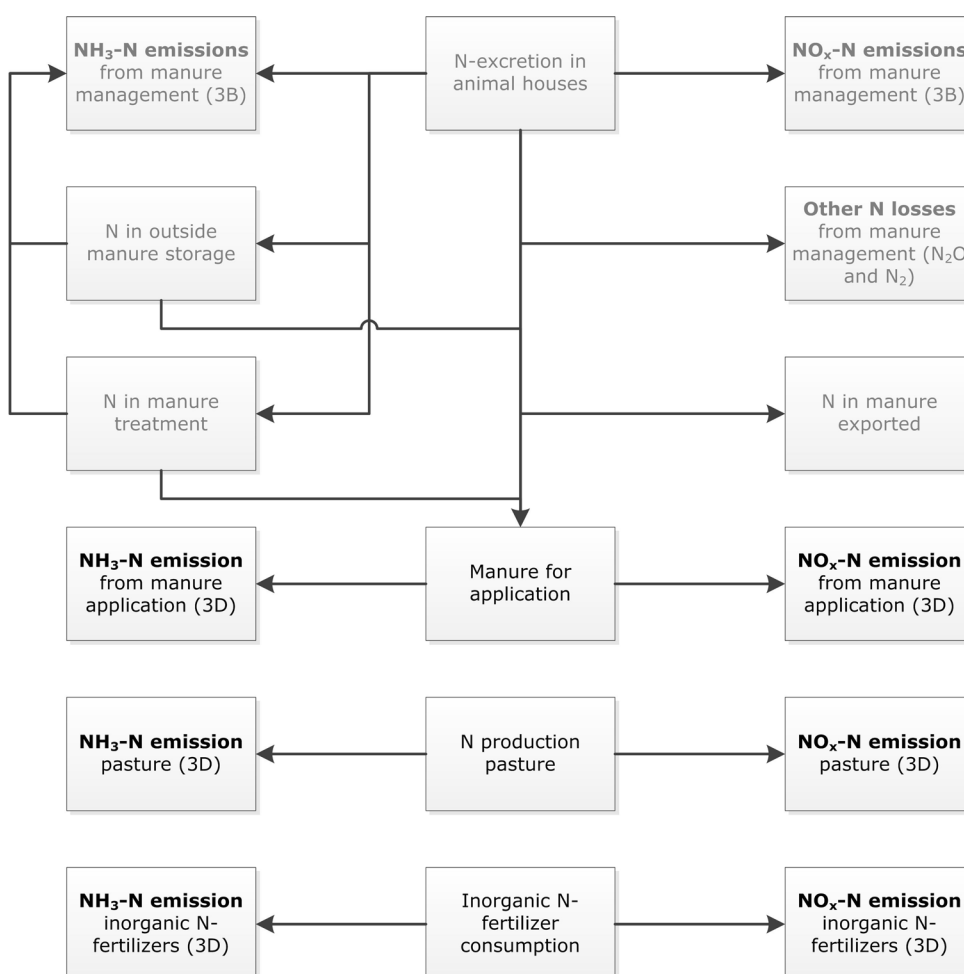 NH₃-N emissions
from manure
management (3B)
N-excretion in
animal houses
NOₓ-N emissions
from manure
management (3B)
N in outside
manure storage
Other N losses
from manure
management (N₂O
and N₂)
N in manure
treatment
N in manure
exported
NH₃-N emission
from manure
application (3D)
Manure for
application
NOₓ-N emission
from manure
application (3D)
NH₃-N emission
pasture (3D)
N production
pasture
NOₓ-N emission
pasture (3D)
NH₃-N emission
inorganic N-
fertilizers (3D)
Inorganic N-
fertilizer
consumption
NOₓ-N emission
inorganic N-
fertilizers (3D)